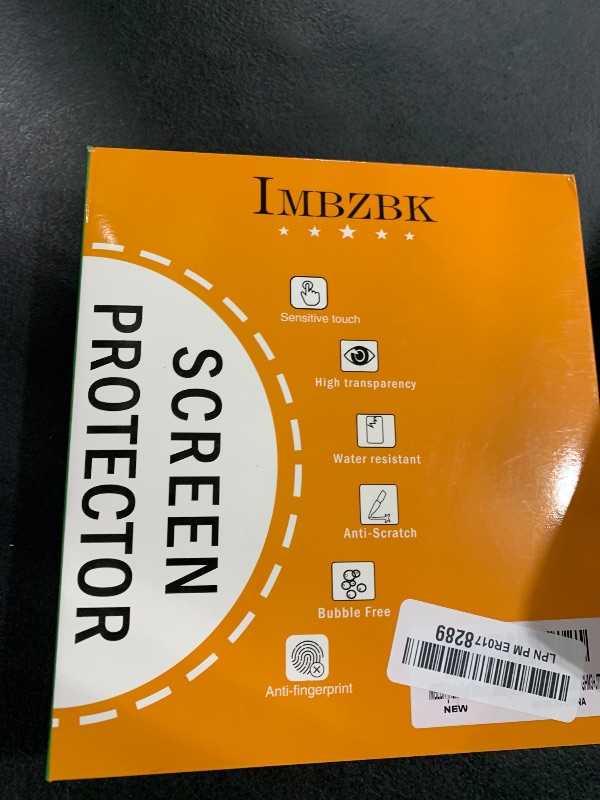 IMBZBK
SCREEN
PROTECTOR
Sensitive touch
High transparency
Water resistant
Anti-Scratch
Bubble Free
Anti-fingerprint
LPN PM ER0178289
NEW